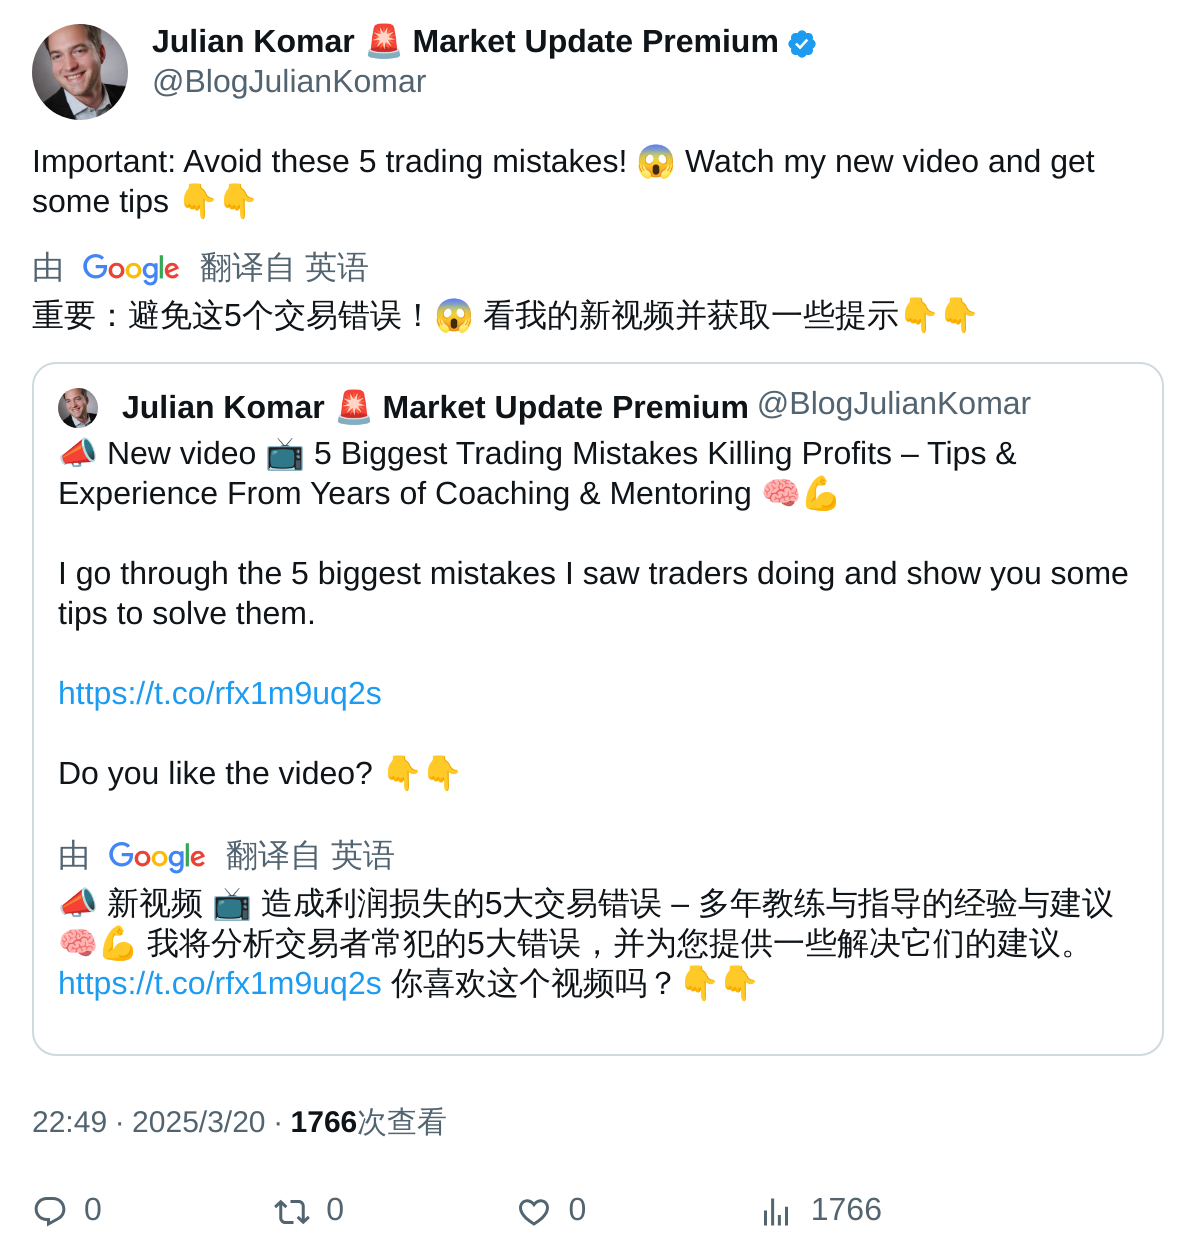 Julian Komar 🚨 Market Update Premium
@BlogJulianKomar
Important: Avoid these 5 trading mistakes! 😱 Watch my new video and get
some tips 👇👇
由 Google 翻译自 英语
重要：避免这5个交易错误！😱 看我的新视频并获取一些提示👇👇
Julian Komar 🚨 Market Update Premium @BlogJulianKomar
📣 New video 📺 5 Biggest Trading Mistakes Killing Profits – Tips &
Experience From Years of Coaching & Mentoring 🧠💪
I go through the 5 biggest mistakes I saw traders doing and show you some
tips to solve them.
https://t.co/rfx1m9uq2s
Do you like the video? 👇👇
由 Google 翻译自 英语
📣 新视频 📺 造成利润损失的5大交易错误 – 多年教练与指导的经验与建议
🧠💪 我将分析交易者常犯的5大错误，并为您提供一些解决它们的建议。
https://t.co/rfx1m9uq2s 你喜欢这个视频吗？👇👇
22:49 · 2025/3/20 · 1766次查看
0 0 0 1766